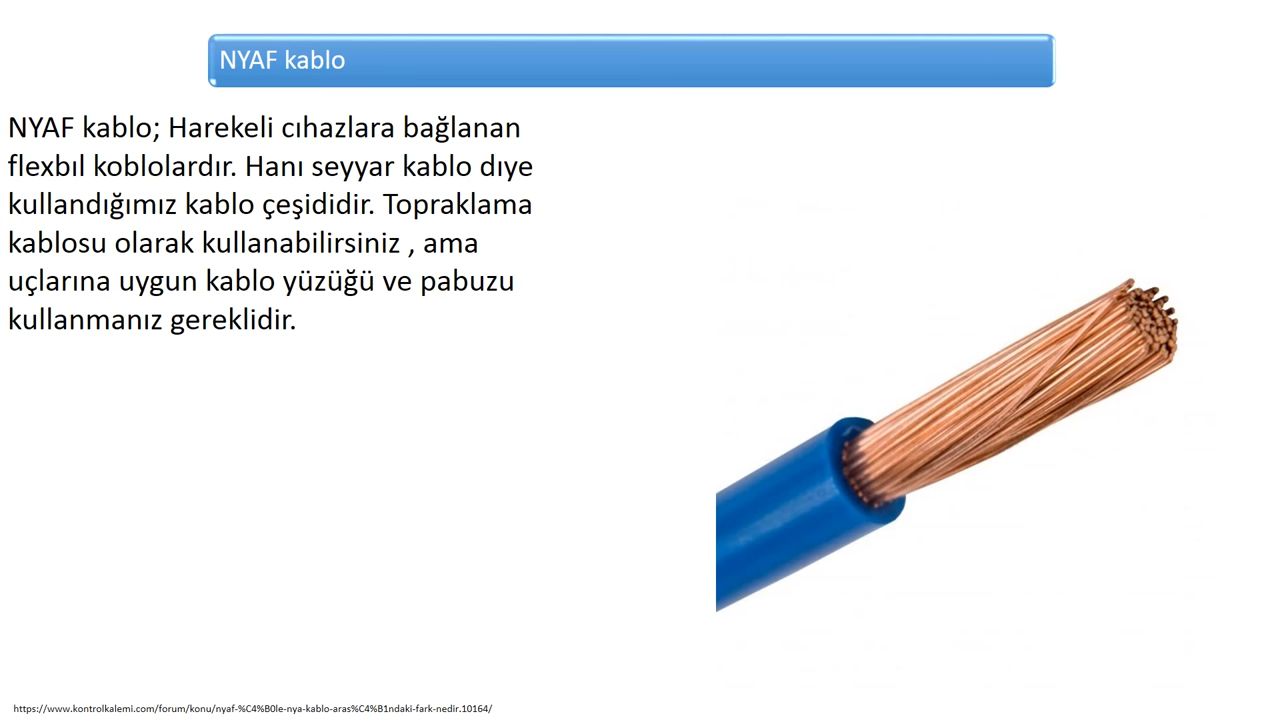 NYAF kablo
NYAF kablo; Harekeli cıhazlara bağlanan
flexbıl koblolardır. Hanı seyyar kablo dıye
kullandığımız kablo çeşididir. Topraklama
kablosu olarak kullanabilirsiniz , ama
uçlarına uygun kablo yüzüğü ve pabuzu
kullanmanız gereklidir.
https://www.kontrolkalemi.com/forum/konu/nyaf-%C4%B0le-nya-kablo-aras%C4%B1ndaki-fark-nedir.10164/